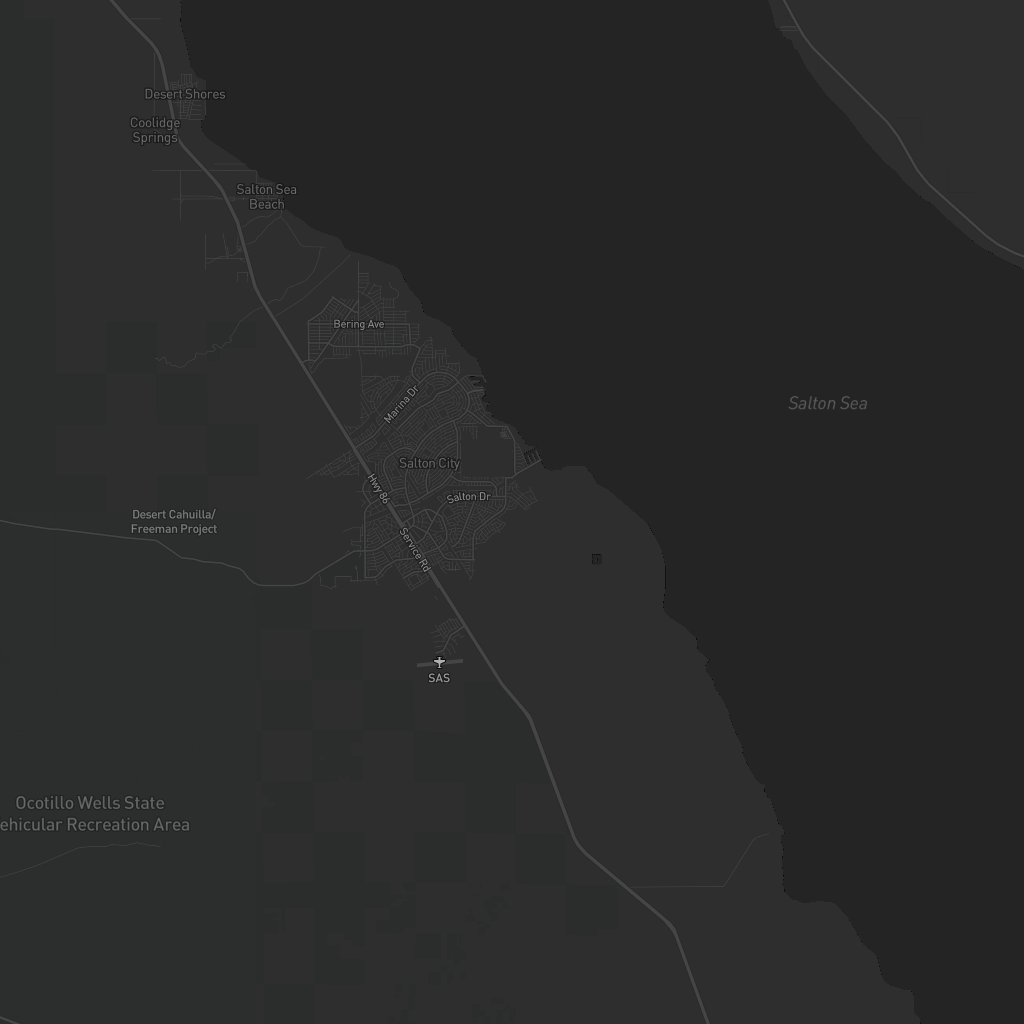 Desert Shores
Coolidge
Springs
Salton Sea
Beach
Bering Ave
Marina Dr
Salton Sea
Salton City
Hwy 86
Salton Dr
Desert Cahuilla/
Freeman Project
Service Rd
SAS
Ocotillo Wells State
ehicular Recreation Area